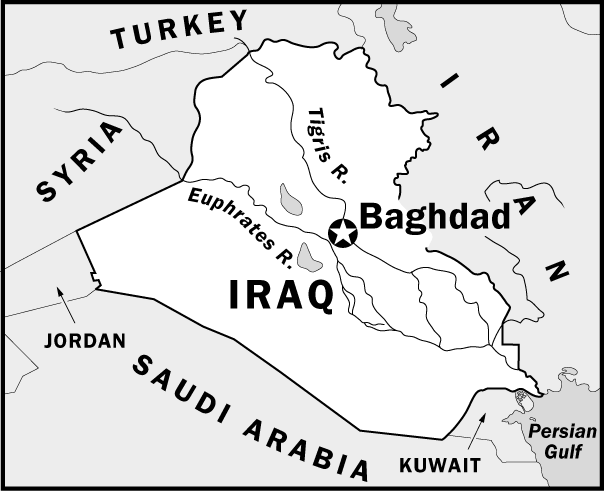 TURKEY
IRAN
SYRIA
Tigris R.
Euphrates R.
Baghdad
IRAQ
JORDAN
SAUDI ARABIA
KUWAIT
Persian
Gulf